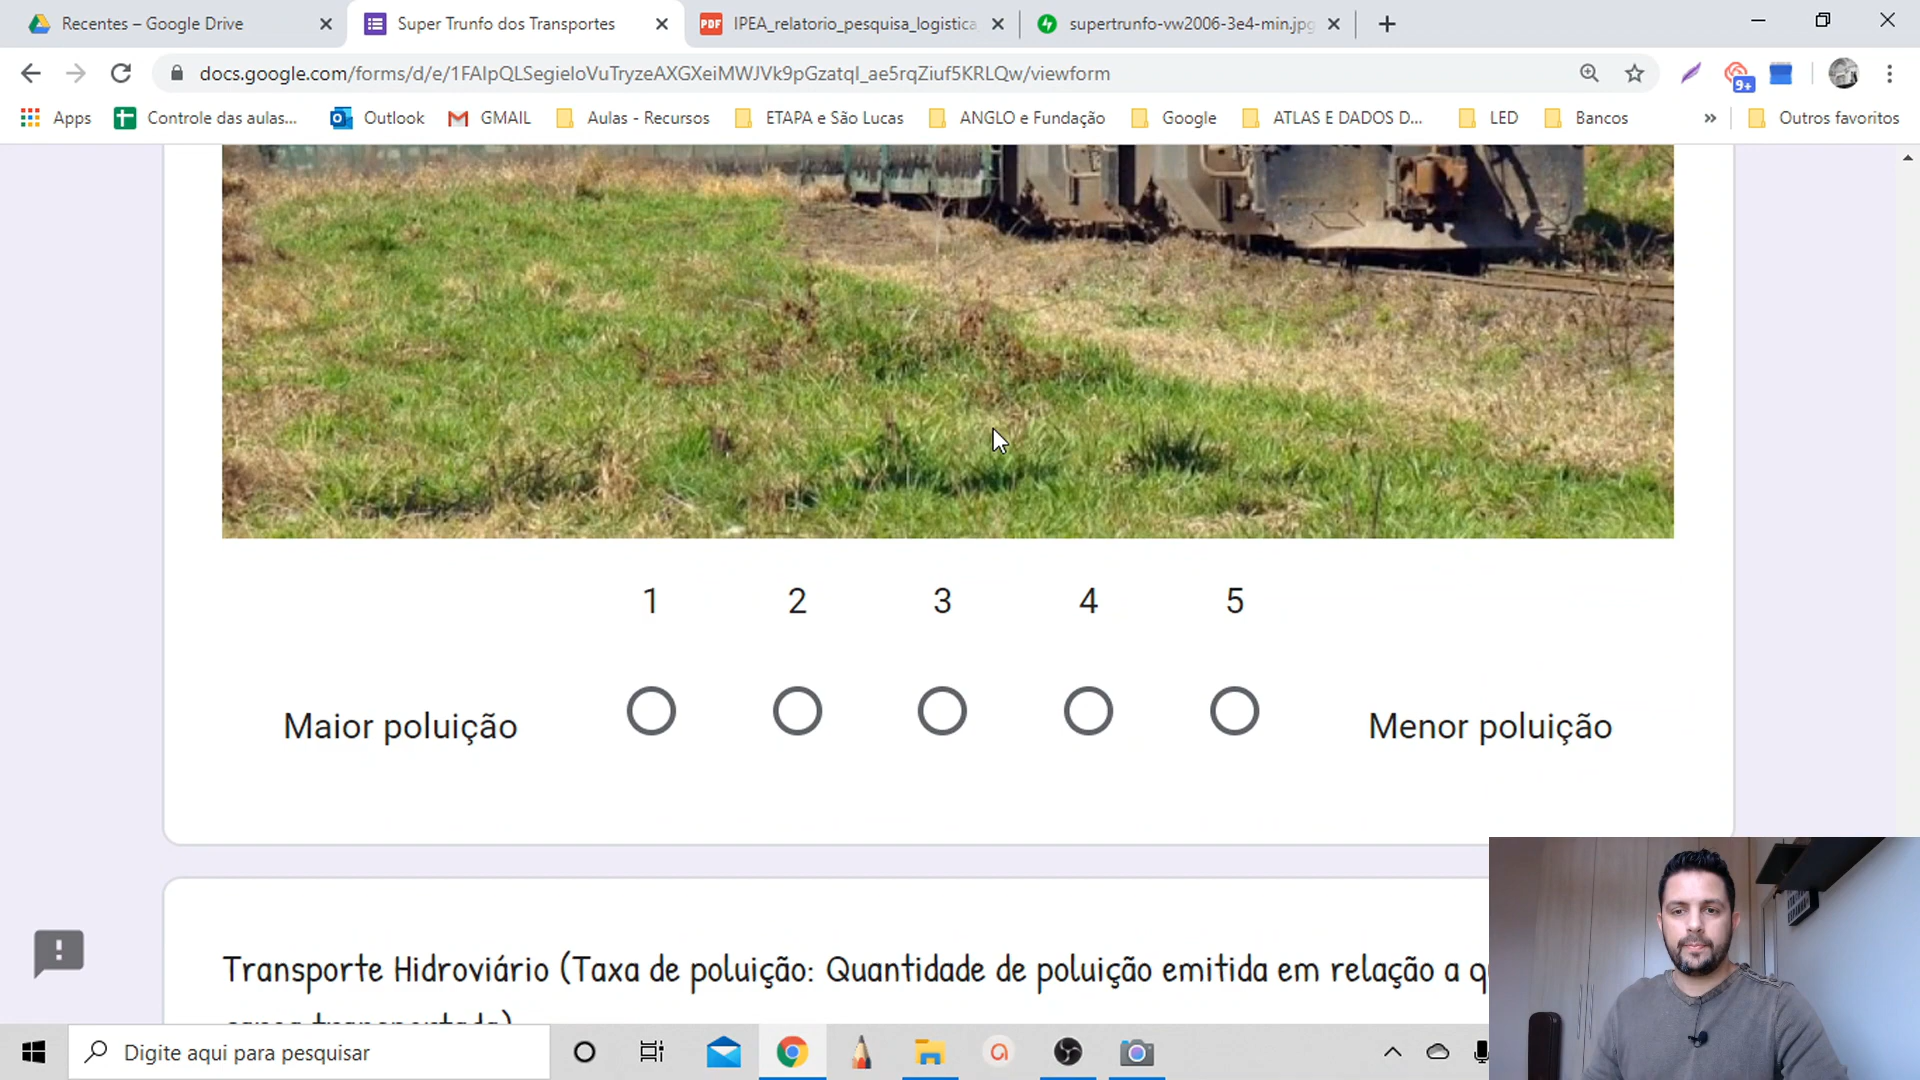 Recentes – Google Drive
Super Trunfo dos Transportes
PDF
IPEA_relatorio_pesquisa_logistica
supertrunfo-vw2006-3e4-min.jpg
docs.google.com/forms/d/e/1FAIpQLSegieIoVuTryzeAXGXeiMWJVk9pGzatqI_ae5rqZiuf5KRLQw/viewform
9+
Apps
Controle das aulas...
Outlook
GMAIL
Aulas - Recursos
ETAPA e São Lucas
ANGLO e Fundação
Google
ATLAS E DADOS D...
LED
Bancos
»
Outros favoritos
1 2 3 4 5
Maior poluição
Menor poluição
Transporte Hidroviário (Taxa de poluição: Quantidade de poluição emitida em relação a
Digite aqui para pesquisar